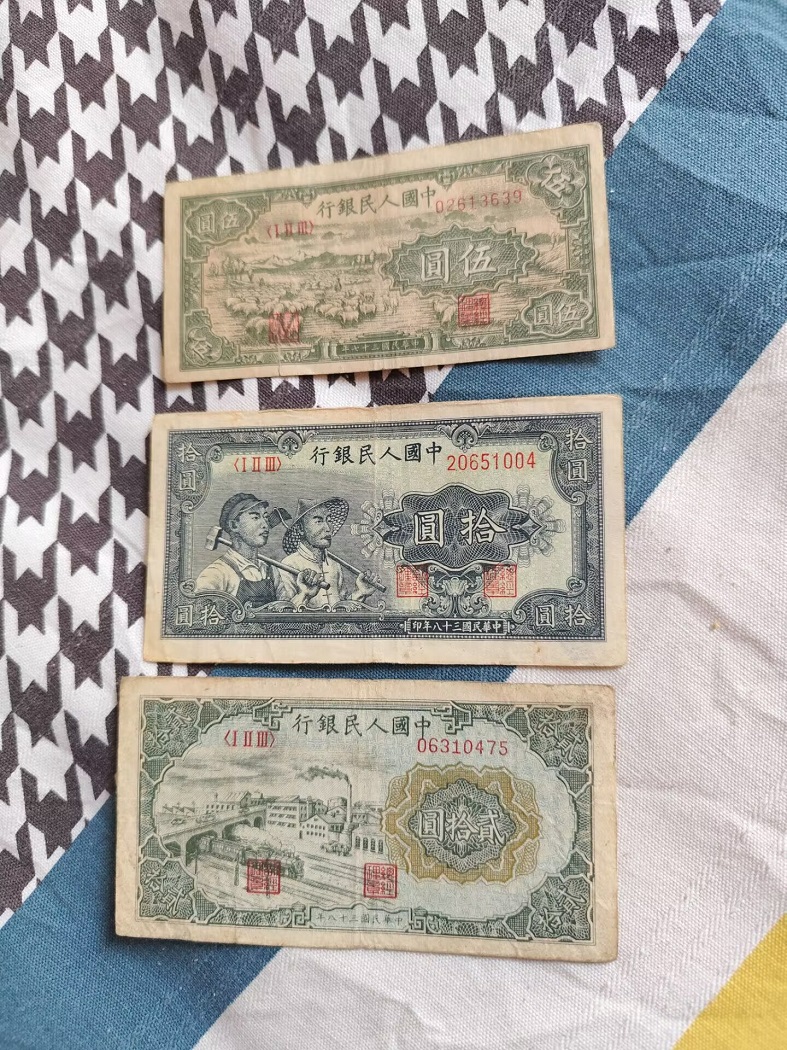 行銀民人國中
02613639
〈I II III〉
伍圓
圓伍
伍圓
年八十三國民華中
拾圓
行銀民人國中
〈I II III〉
20651004
拾圓
圓拾
圓拾
拾圓
印年八十三國民華中
行銀民人國中
〈I II III〉
06310475
圓拾貳
年八十三國民華中